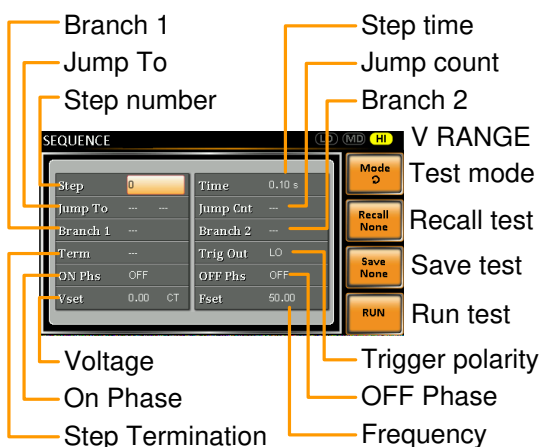 Branch 1
Step time
Jump To
Jump count
Step number
Branch 2
SEQUENCE
LO MD HI
V RANGE
Step 0
Time 0.10 s
Mode
Test mode
Jump To --- ---
Jump Cnt ---
Recall
None
Recall test
Branch 1 ---
Branch 2 ---
Term ---
Trig Out LO
Save
None
Save test
ON Phs OFF
OFF Phs OFF
Vset 0.00 CT
Fset 50.00
RUN
Run test
Voltage
Trigger polarity
On Phase
OFF Phase
Step Termination
Frequency